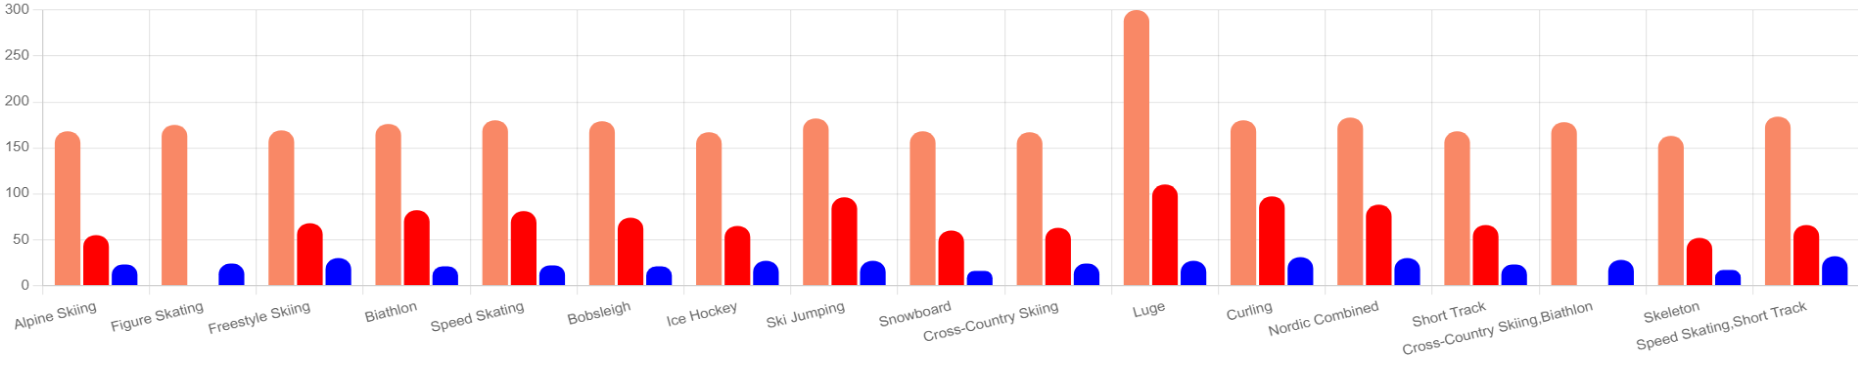 300
250
200
150
100
50
0
Alpine Skiing
Figure Skating
Freestyle Skiing
Biathlon
Speed Skating
Bobsleigh
Ice Hockey
Ski Jumping
Snowboard
Cross-Country Skiing
Luge
Curling
Nordic Combined
Short Track
Cross-Country Skiing,Biathlon
Skeleton
Speed Skating,Short Track